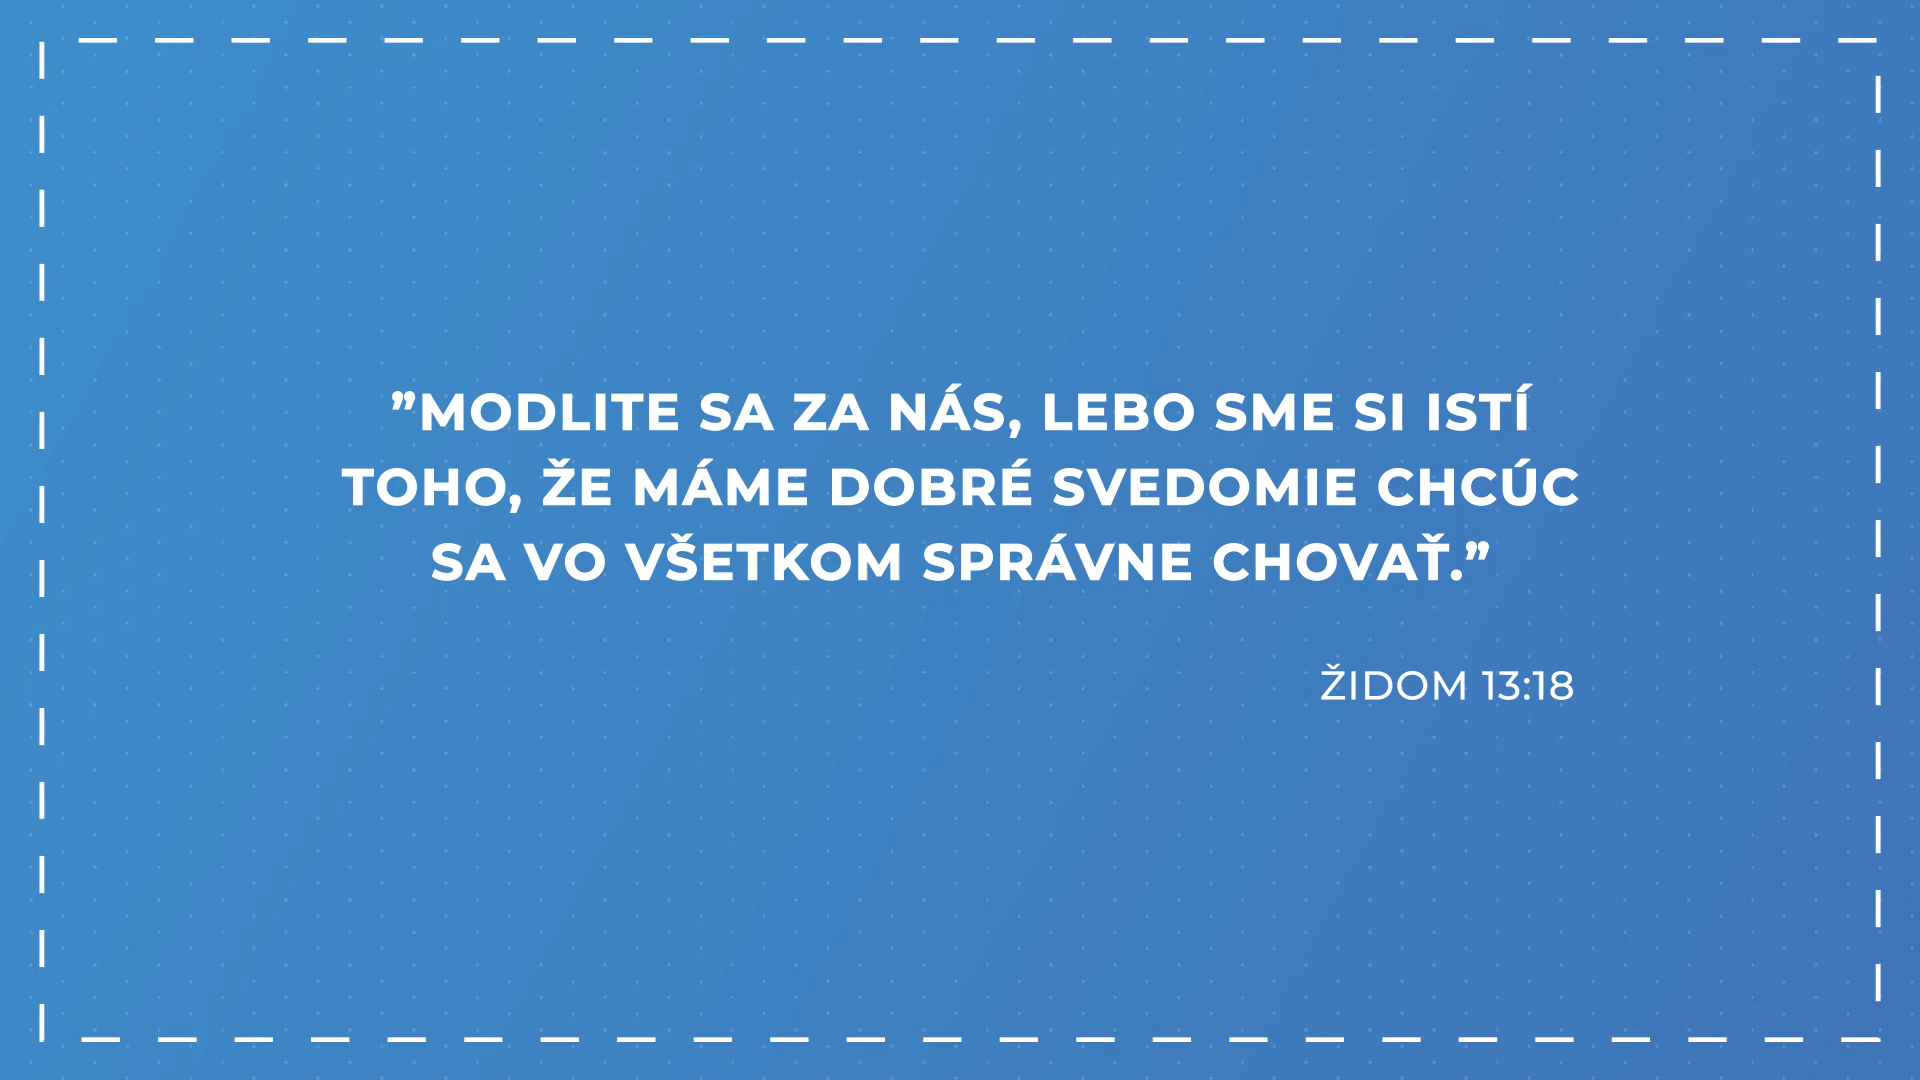 ”MODLITE SA ZA NÁS, LEBO SME SI ISTÍ
TOHO, ŽE MÁME DOBRÉ SVEDOMIE CHCÚC
SA VO VŠETKOM SPRÁVNE CHOVAŤ.”
ŽIDOM 13:18